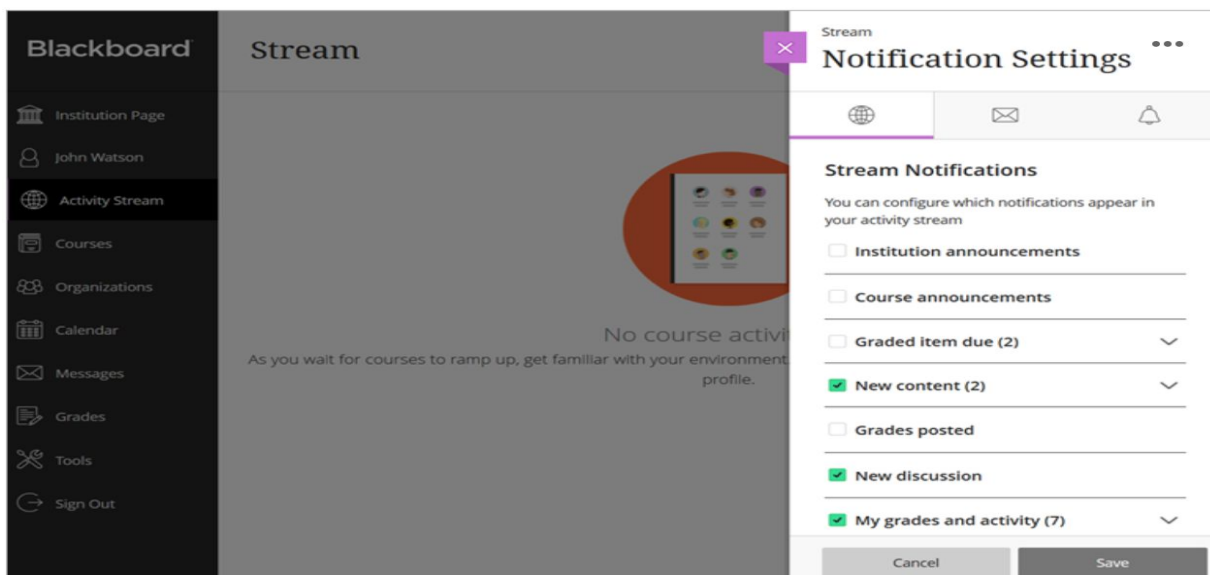 Blackboard
Institution Page
John Watson
Activity Stream
Courses
Organizations
Calendar
Messages
Grades
Tools
Sign Out
Stream
No course activi
As you wait for courses to ramp up, get familiar with your environment.
profile.
Stream
Notification Settings
Stream Notifications
You can configure which notifications appear in
your activity stream
Institution announcements
Course announcements
Graded item due (2)
New content (2)
Grades posted
New discussion
My grades and activity (7)
Cancel
Save